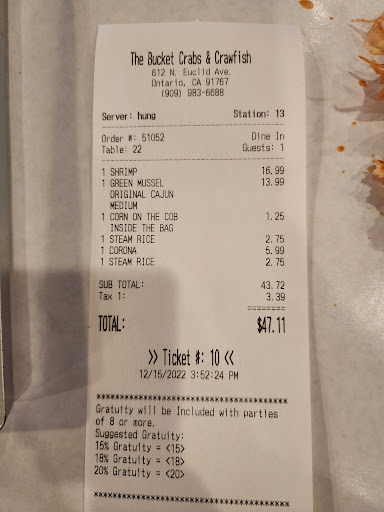 The Bucket Crabs & Crawfish
612 N. Euclid Ave.
Ontario, CA 91767
(909) 983-6688
Server: hung Station: 13
Order #: 51052 Dine In
Table: 22 Guests: 1
1 SHRIMP 16.99
1 GREEN MUSSEL 13.99
ORIGINAL CAJUN
MEDIUM
1 CORN ON THE COB 1.25
INSIDE THE BAG
1 STEAM RICE 2.75
1 CORONA 5.99
1 STEAM RICE 2.75
SUB TOTAL: 43.72
Tax 1: 3.39
========
TOTAL: $47.11
>> Ticket #: 10 <<
12/15/2022 3:52:24 PM
****************************************
Gratuity will be Included with parties
of 8 or more.
Suggested Gratuity:
15% Gratuity = <15>
18% Gratuity = <18>
20% Gratuity = <20>
****************************************